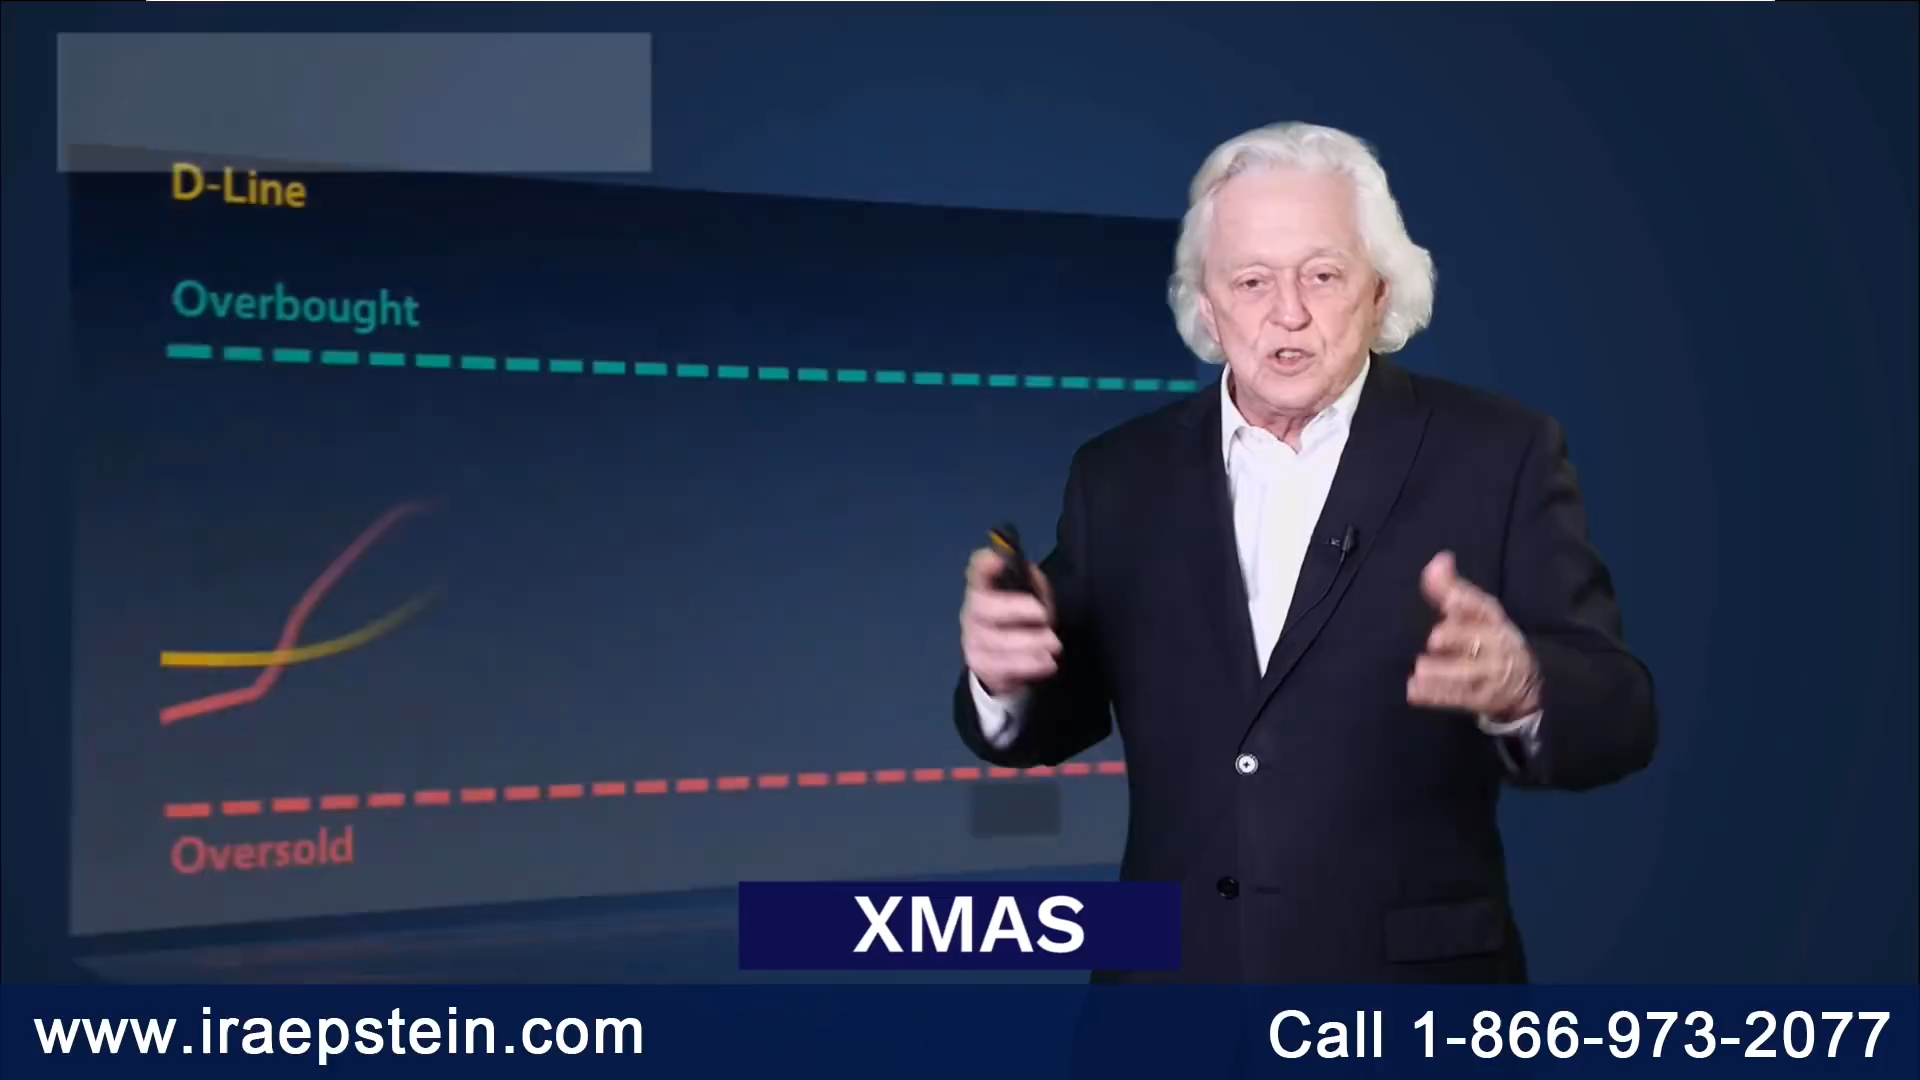 D-Line
Overbought
Oversold
XMAS
www.iraepstein.com
Call 1-866-973-2077